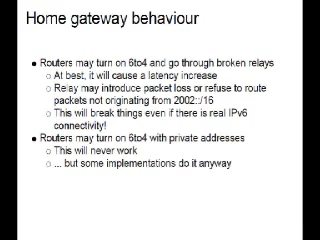 Home gateway behaviour
● Routers may turn on 6to4 and go through broken relays
○ At best, it will cause a latency increase
○ Relay may introduce packet loss or refuse to route
packets not originating from 2002::/16
○ This will break things even if there is real IPv6
connectivity!
● Routers may turn on 6to4 with private addresses
○ This will never work
○ ... but some implementations do it anyway